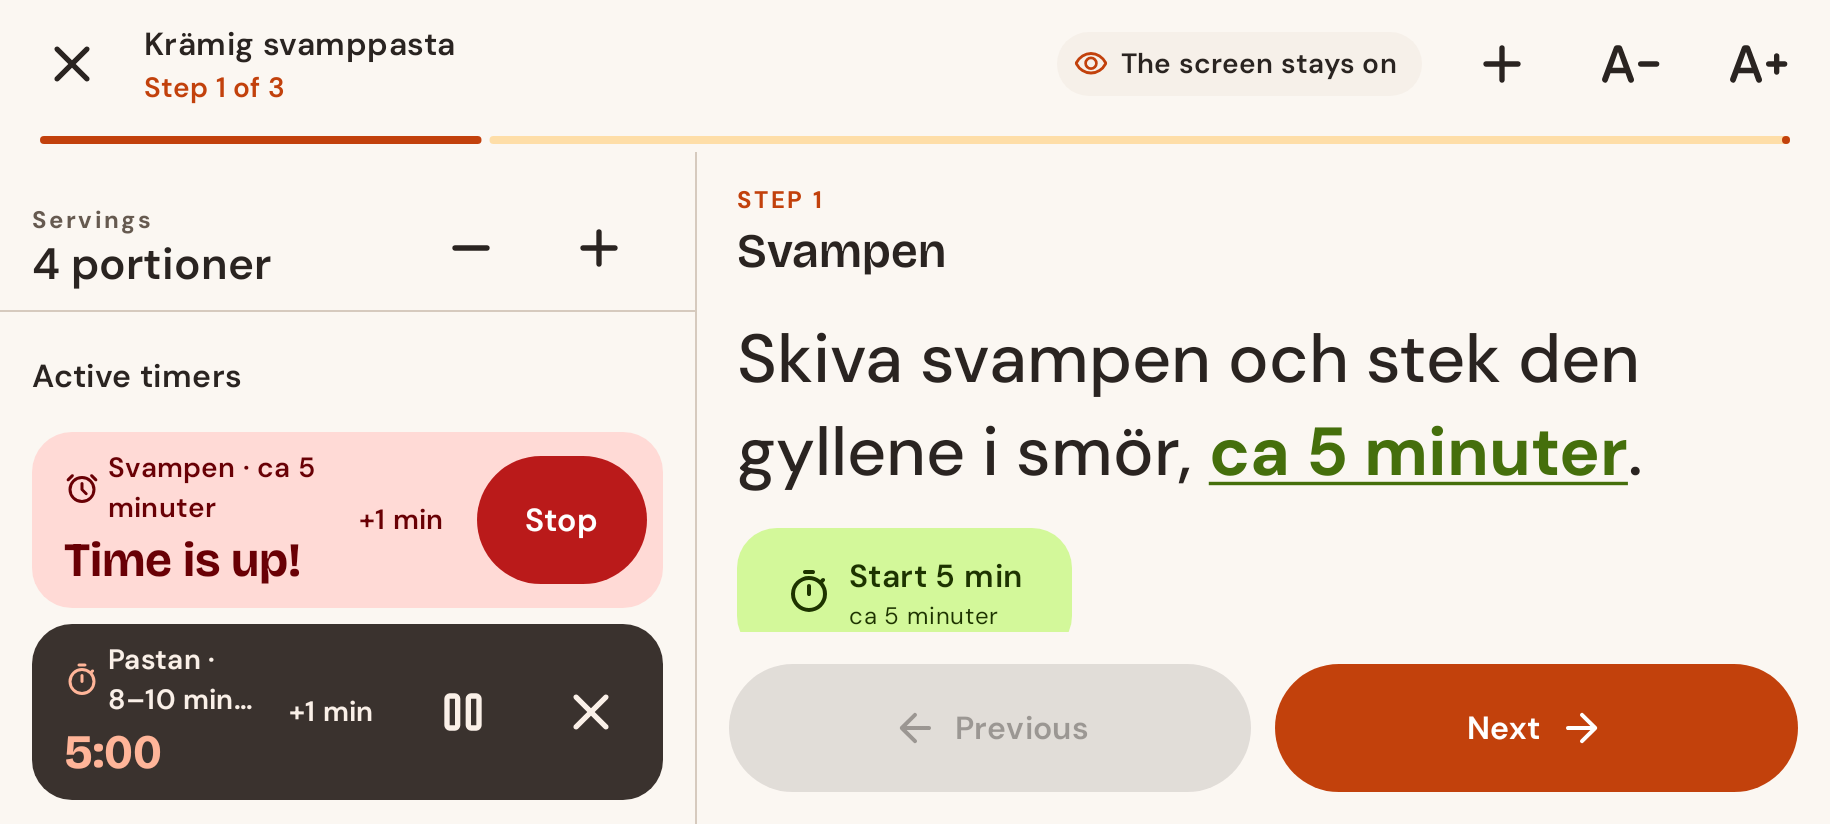 Krämig svamppasta
Step 1 of 3
The screen stays on
A−
A+
Servings
4 portioner
Active timers
Svampen · ca 5
minuter
Time is up!
+1 min
Stop
Pastan ·
8–10 min…
5:00
+1 min
STEP 1
Svampen
Skiva svampen och stek den
gyllene i smör, ca 5 minuter.
Start 5 min
ca 5 minuter
Previous
Next